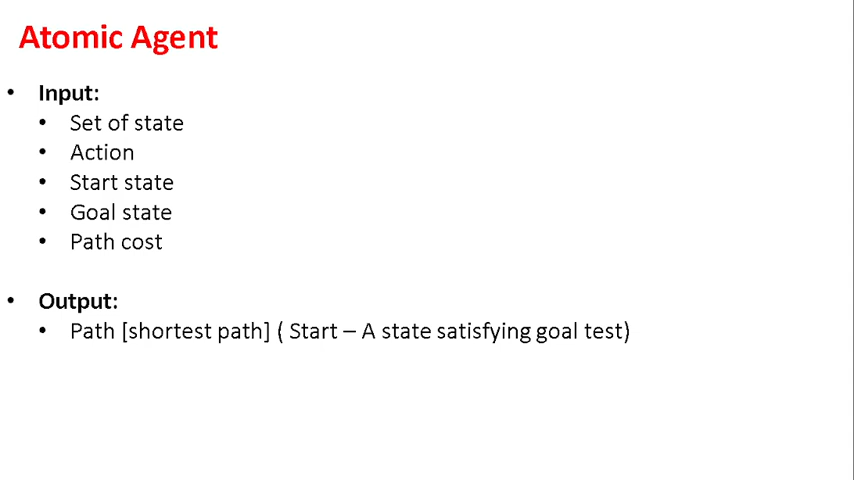 Atomic Agent
• Input:
• Set of state
• Action
• Start state
• Goal state
• Path cost
• Output:
• Path [shortest path] ( Start – A state satisfying goal test)